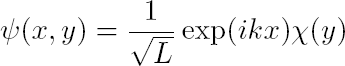 ψ(x, y) = \frac{1}{\sqrt{L}} exp(ikx)χ(y)